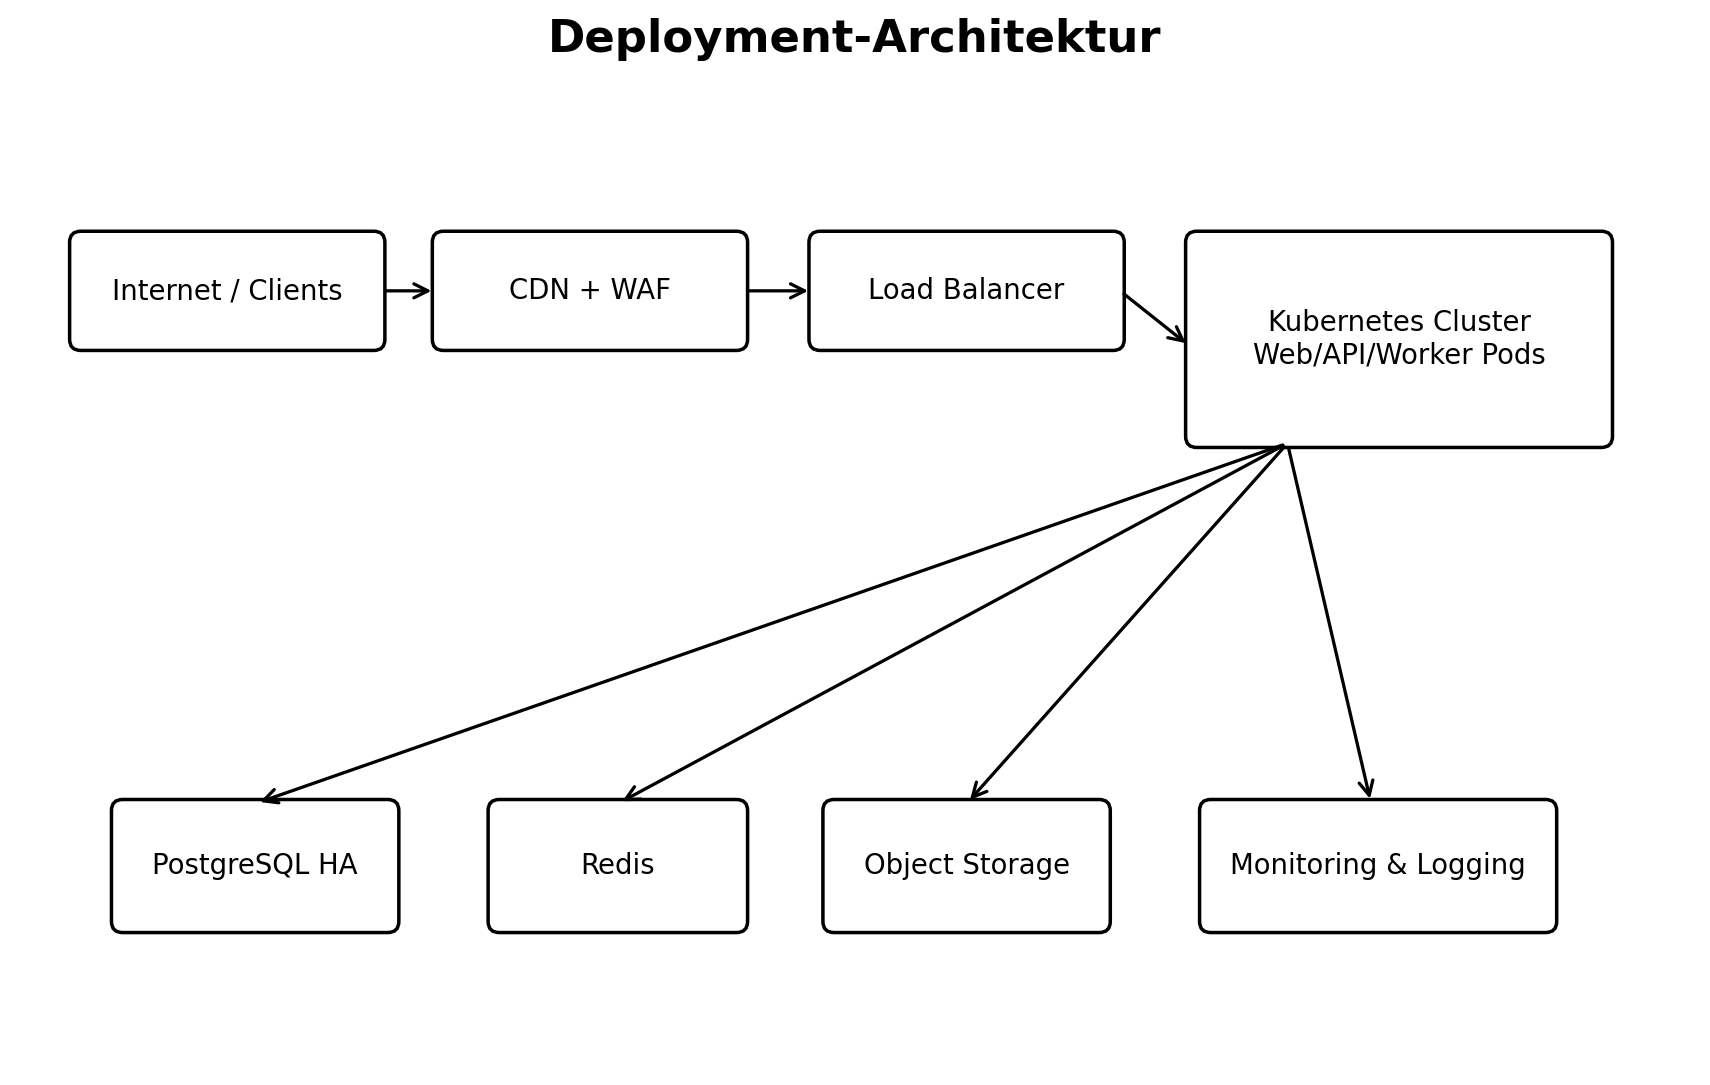 Deployment-Architektur
Internet / Clients
CDN + WAF
Load Balancer
Kubernetes Cluster
Web/API/Worker Pods
PostgreSQL HA
Redis
Object Storage
Monitoring & Logging